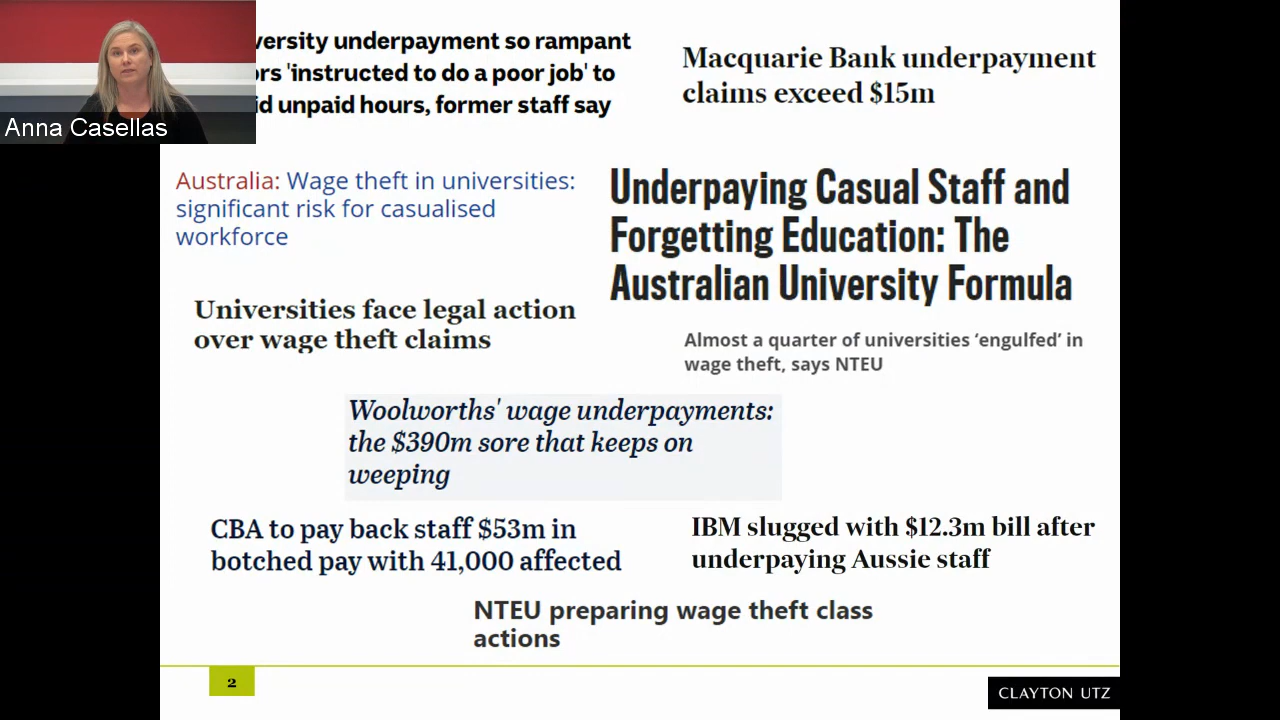 versity underpayment so rampant
ors 'instructed to do a poor job' to
id unpaid hours, former staff say
Anna Casellas
Macquarie Bank underpayment
claims exceed $15m
Australia: Wage theft in universities:
significant risk for casualised
workforce
Underpaying Casual Staff and
Forgetting Education: The
Australian University Formula
Universities face legal action
over wage theft claims
Almost a quarter of universities ‘engulfed’ in
wage theft, says NTEU
Woolworths' wage underpayments:
the $390m sore that keeps on
weeping
CBA to pay back staff $53m in
botched pay with 41,000 affected
IBM slugged with $12.3m bill after
underpaying Aussie staff
NTEU preparing wage theft class
actions
2
CLAYTON UTZ